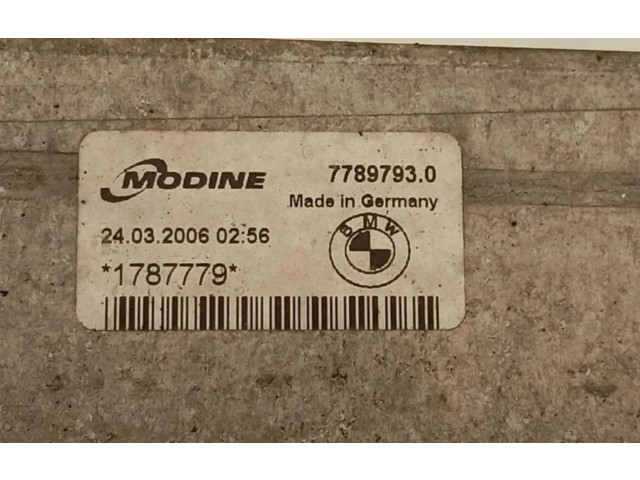 MODINE
7789793.0
Made in Germany
24.03.2006 02:56
BMW
*1787779*